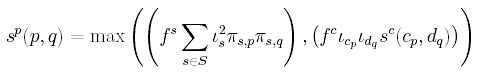 $s^p(p, q) = \max\left(\left(f^s \sum_{s \in S} \iota_s^2 \pi_{s,p} \pi_{s,q}\right), \left(f^c \iota_{c_p} \iota_{d_q} s^c(c_p, d_q)\right)\right)$